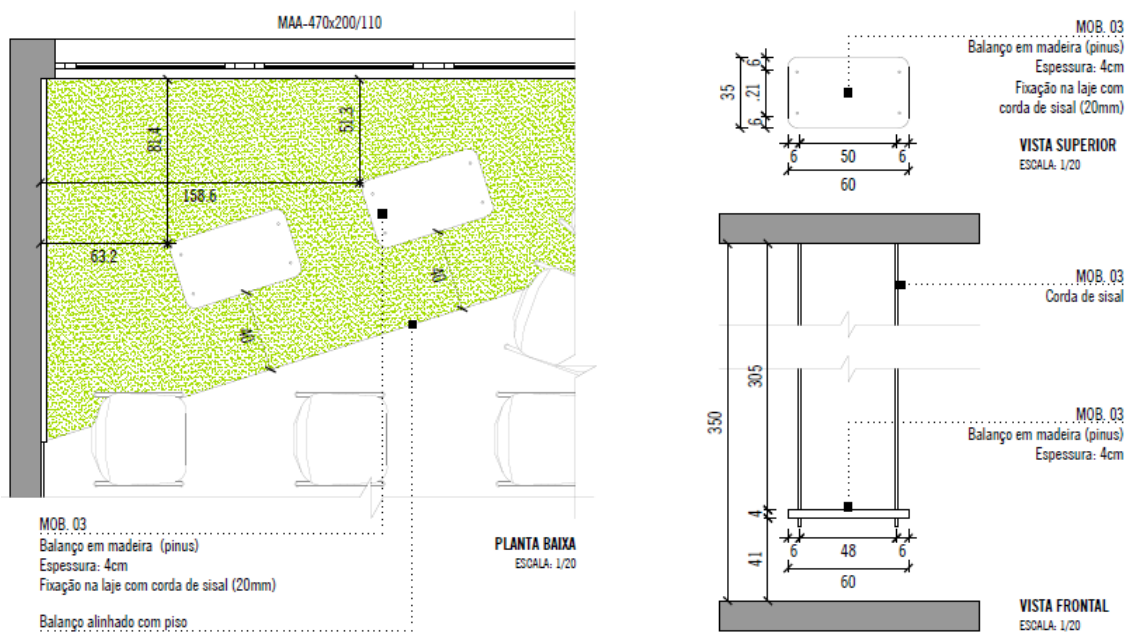 MAA-470x200/110
81.4
51.3
158.6
63.2
40
40
MOB. 03
Balanço em madeira (pinus)
Espessura: 4cm
Fixação na laje com corda de sisal (20mm)
Balanço alinhado com piso
PLANTA BAIXA
ESCALA: 1/20
MOB. 03
Balanço em madeira (pinus)
Espessura: 4cm
Fixação na laje com
corda de sisal (20mm)
35
6
.21
6
6 50 6
60
VISTA SUPERIOR
ESCALA: 1/20
MOB. 03
Corda de sisal
350
305
4
41
MOB. 03
Balanço em madeira (pinus)
Espessura: 4cm
6 48 6
60
VISTA FRONTAL
ESCALA: 1/20